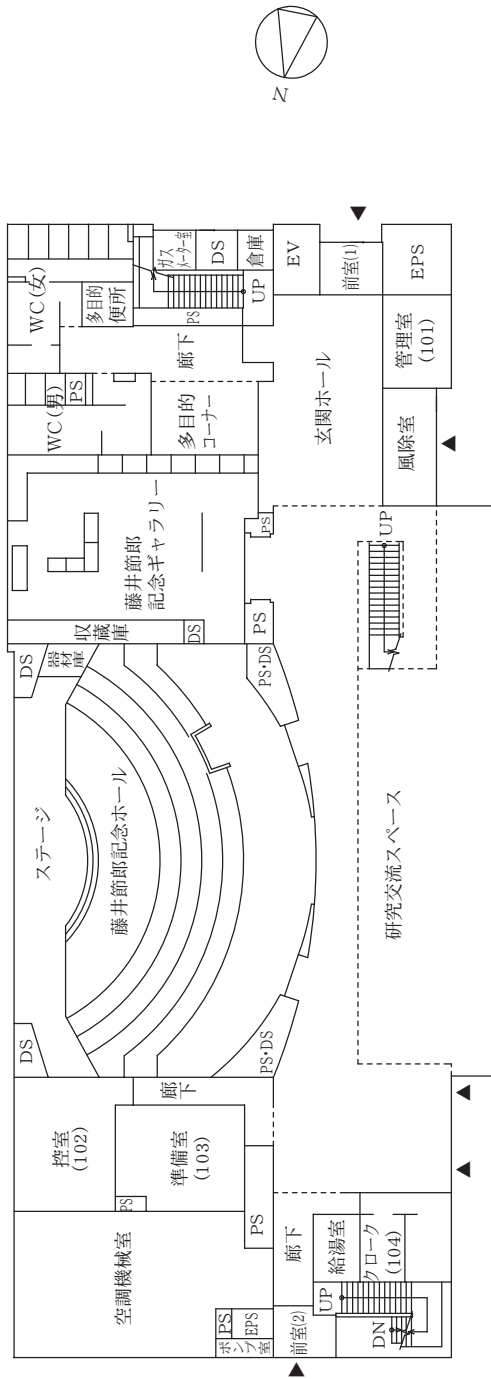 N
WC(女)
多目的
便所
ガス
メーター室
DS
倉庫
EV
前室(1)
EPS
UP
PS
廊下
WC(男)
PS
多目的
コーナー
玄関ホール
管理室
(101)
風除室
藤井節郎
記念ギャラリー
PS
UP
収蔵庫
DS
PS
DS
器材庫
PS・DS
ステージ
藤井節郎記念ホール
研究交流スペース
DS
PS・DS
控室
(102)
廊下
準備室
(103)
PS
PS
空調機械室
廊下
給湯室
クローク
(104)
PS
EPS
ポンプ室
前室(2)
UP
DN